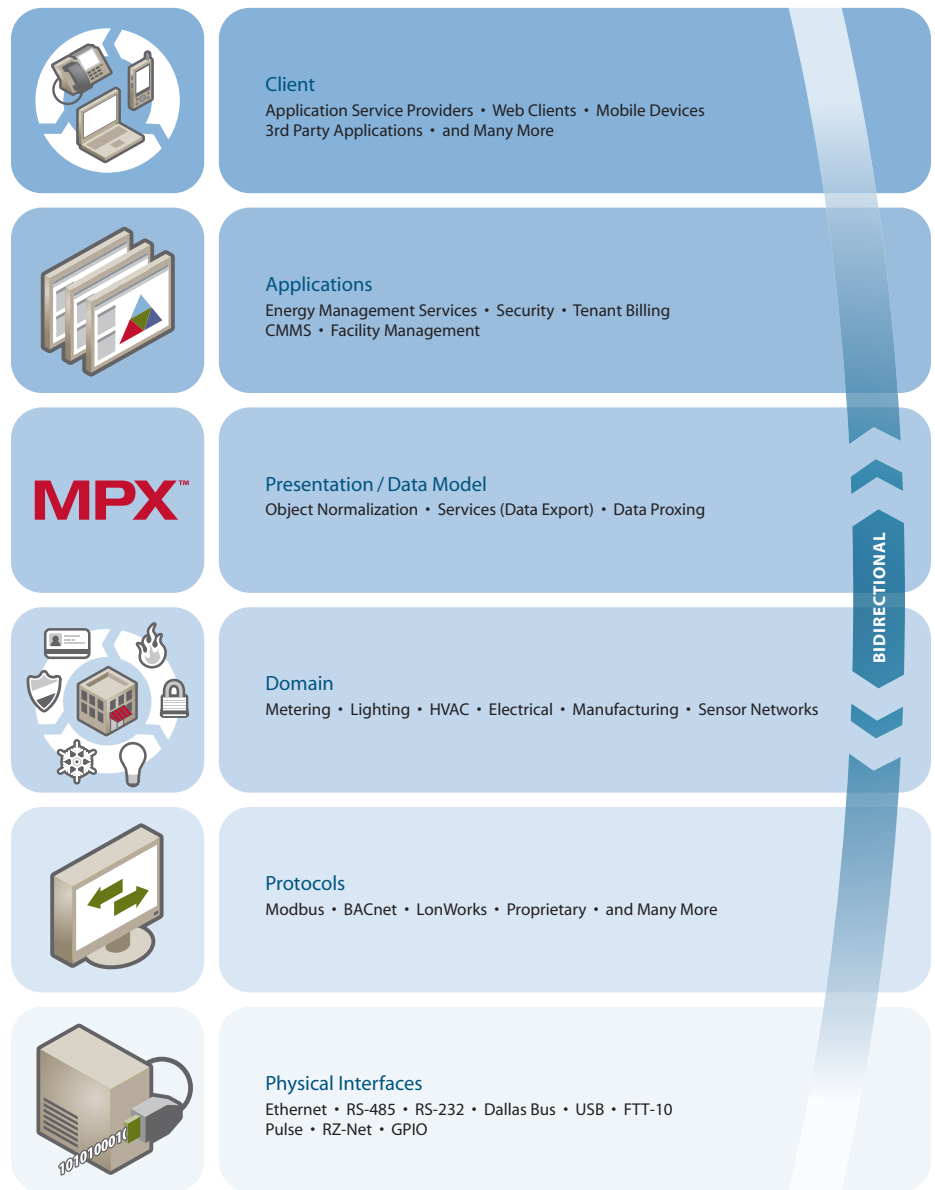 Client
Application Service Providers • Web Clients • Mobile Devices
3rd Party Applications • and Many More
Applications
Energy Management Services • Security • Tenant Billing
CMMS • Facility Management
MPX™
Presentation / Data Model
Object Normalization • Services (Data Export) • Data Proxing
BIDIRECTIONAL
Domain
Metering • Lighting • HVAC • Electrical • Manufacturing • Sensor Networks
Protocols
Modbus • BACnet • LonWorks • Proprietary • and Many More
Physical Interfaces
Ethernet • RS-485 • RS-232 • Dallas Bus • USB • FTT-10
Pulse • RZ-Net • GPIO
1010100010